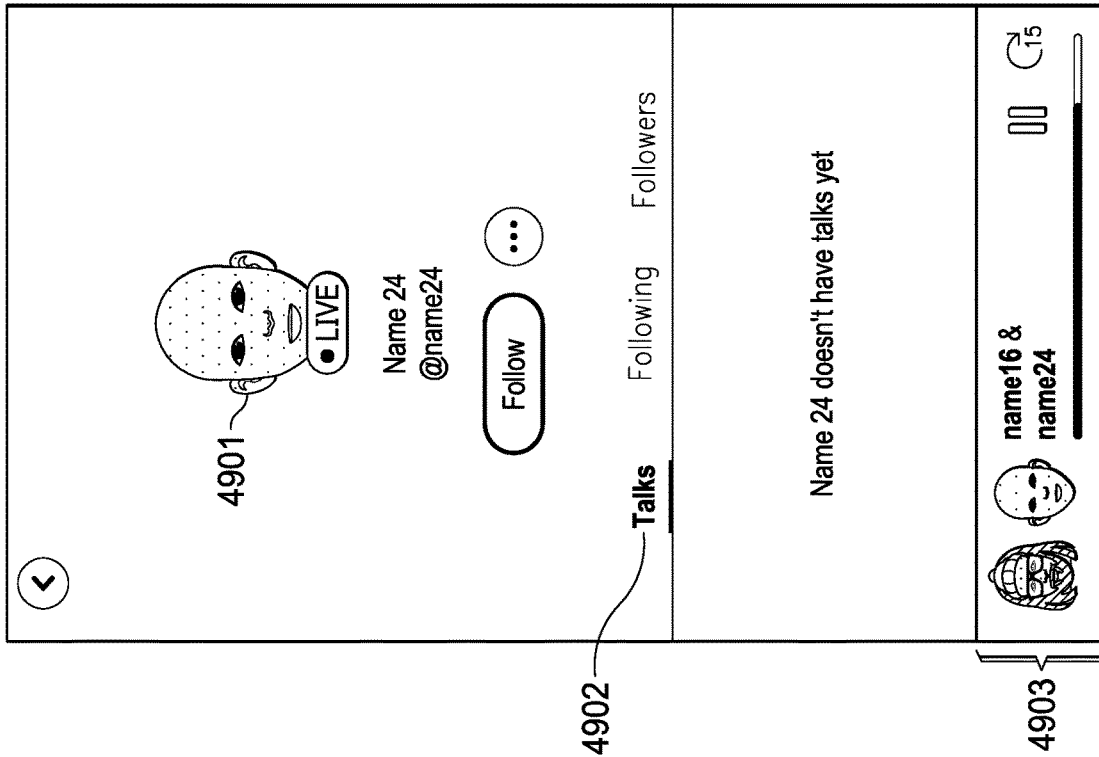 4901
LIVE
Name 24
@name24
Follow
4902
Talks Following Followers
Name 24 doesn't have talks yet
4903
name16 &
name24
15